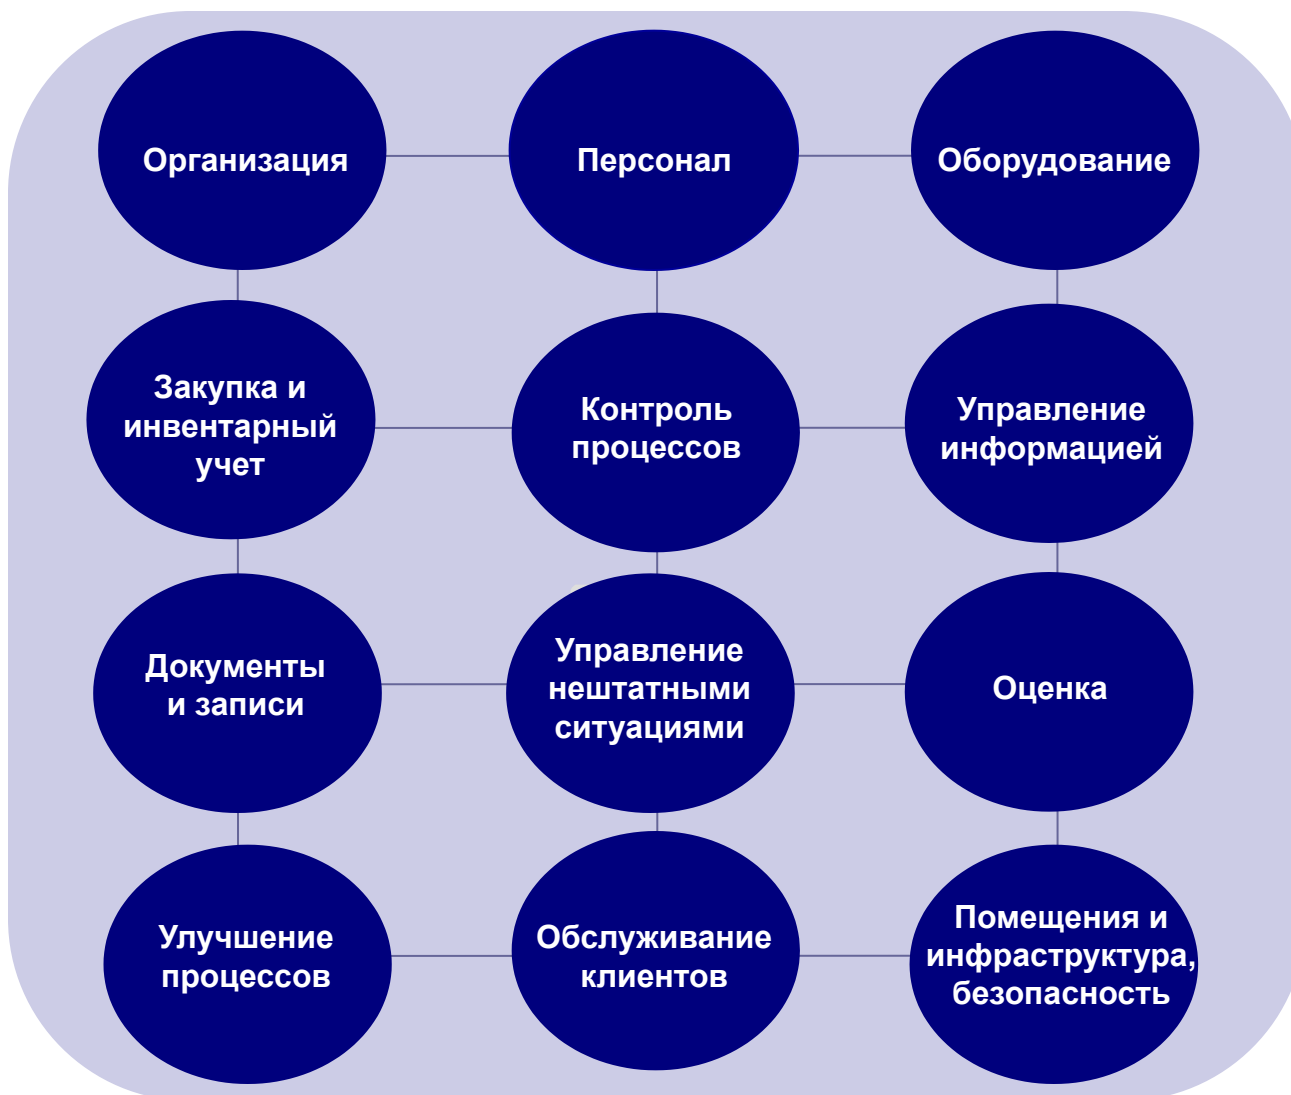 Организация
Персонал
Оборудование
Закупка и
инвентарный
учет
Контроль
процессов
Управление
информацией
Документы
и записи
Управление
нештатными
ситуациями
Оценка
Улучшение
процессов
Обслуживание
клиентов
Помещения и
инфраструктура,
безопасность